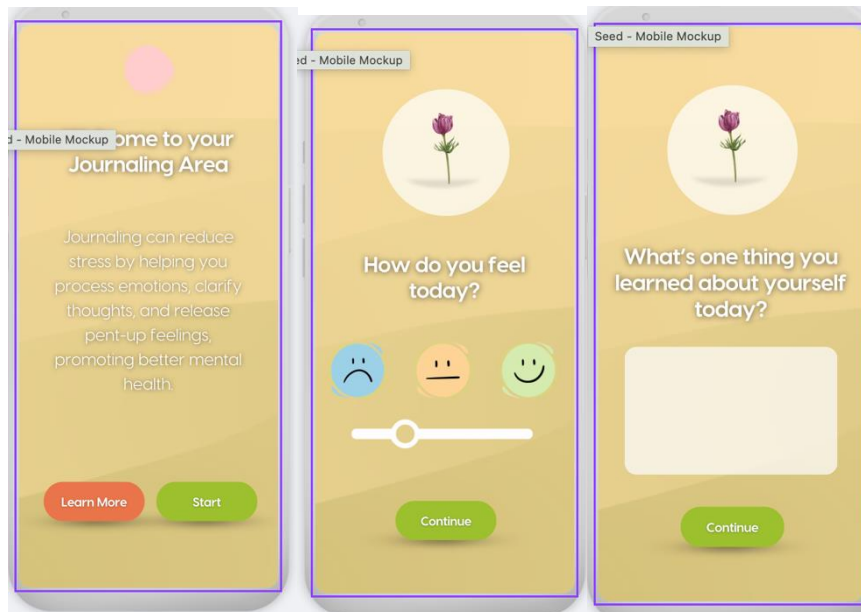 ome to your
Journaling Area
d - Mobile Mockup
Journaling can reduce
stress by helping you
process emotions, clarify
thoughts, and release
pent-up feelings,
promoting better mental
health.
Learn More
Start
ed - Mobile Mockup
How do you feel
today?
Continue
Seed - Mobile Mockup
What's one thing you
learned about yourself
today?
Continue